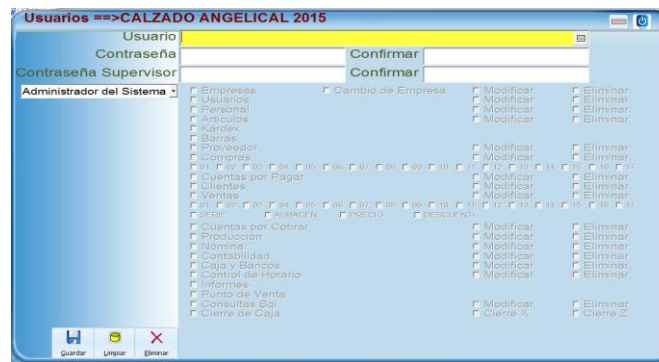 Usuarios ==>CALZADO ANGELICAL 2015
Usuario
Contraseña Confirmar
Contraseña Supervisor Confirmar
Administrador del Sistema
Empresas Cambio de Empresa Modificar Eliminar
Usuarios Modificar Eliminar
Personal Modificar Eliminar
Articulos Modificar Eliminar
Kardex
Barras
Proveedor Modificar Eliminar
Compras Modificar Eliminar
01 02 03 04 05 06 07 08 09 10 11 12 13 14 15 16 17
Cuentas por Pagar Modificar Eliminar
Clientes Modificar Eliminar
Ventas Modificar Eliminar
01 02 03 04 05 06 07 08 09 10 11 12 13 14 15 16 17
SERIE ALMACEN PRECIO DESCUENT
Cuentas por Cobrar Modificar Eliminar
Producción Modificar Eliminar
Nómina Modificar Eliminar
Contabilidad Modificar Eliminar
Caja y Bancos Modificar Eliminar
Control de Horario Modificar Eliminar
Informes
Punto de Venta
Consultas Sql Modificar Eliminar
Cierre de Caja Cierre X Cierre Z
Guardar Limpiar Eliminar